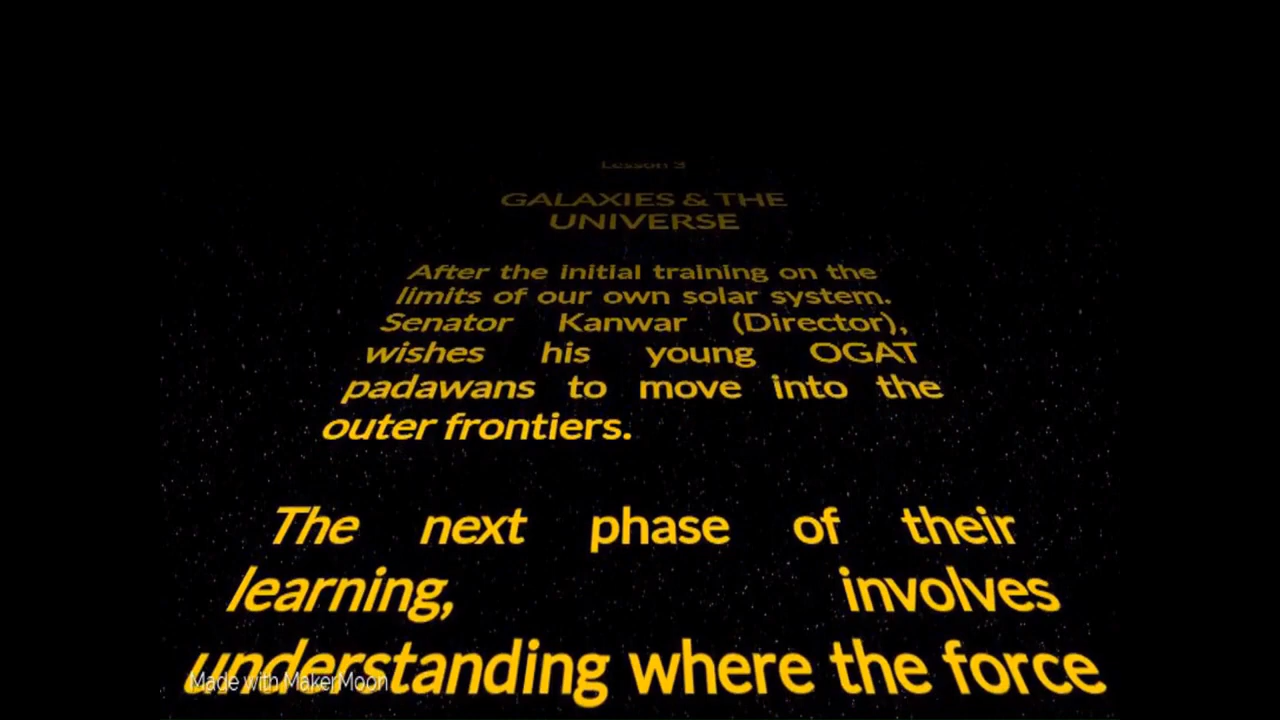 Lesson 3
GALAXIES & THE
UNIVERSE
After the initial training on the
limits of our own solar system.
Senator Kanwar (Director),
wishes his young OGAT
padawans to move into the
outer frontiers.
The next phase of their
learning, involves
understanding where the force
Made with MakerMoon